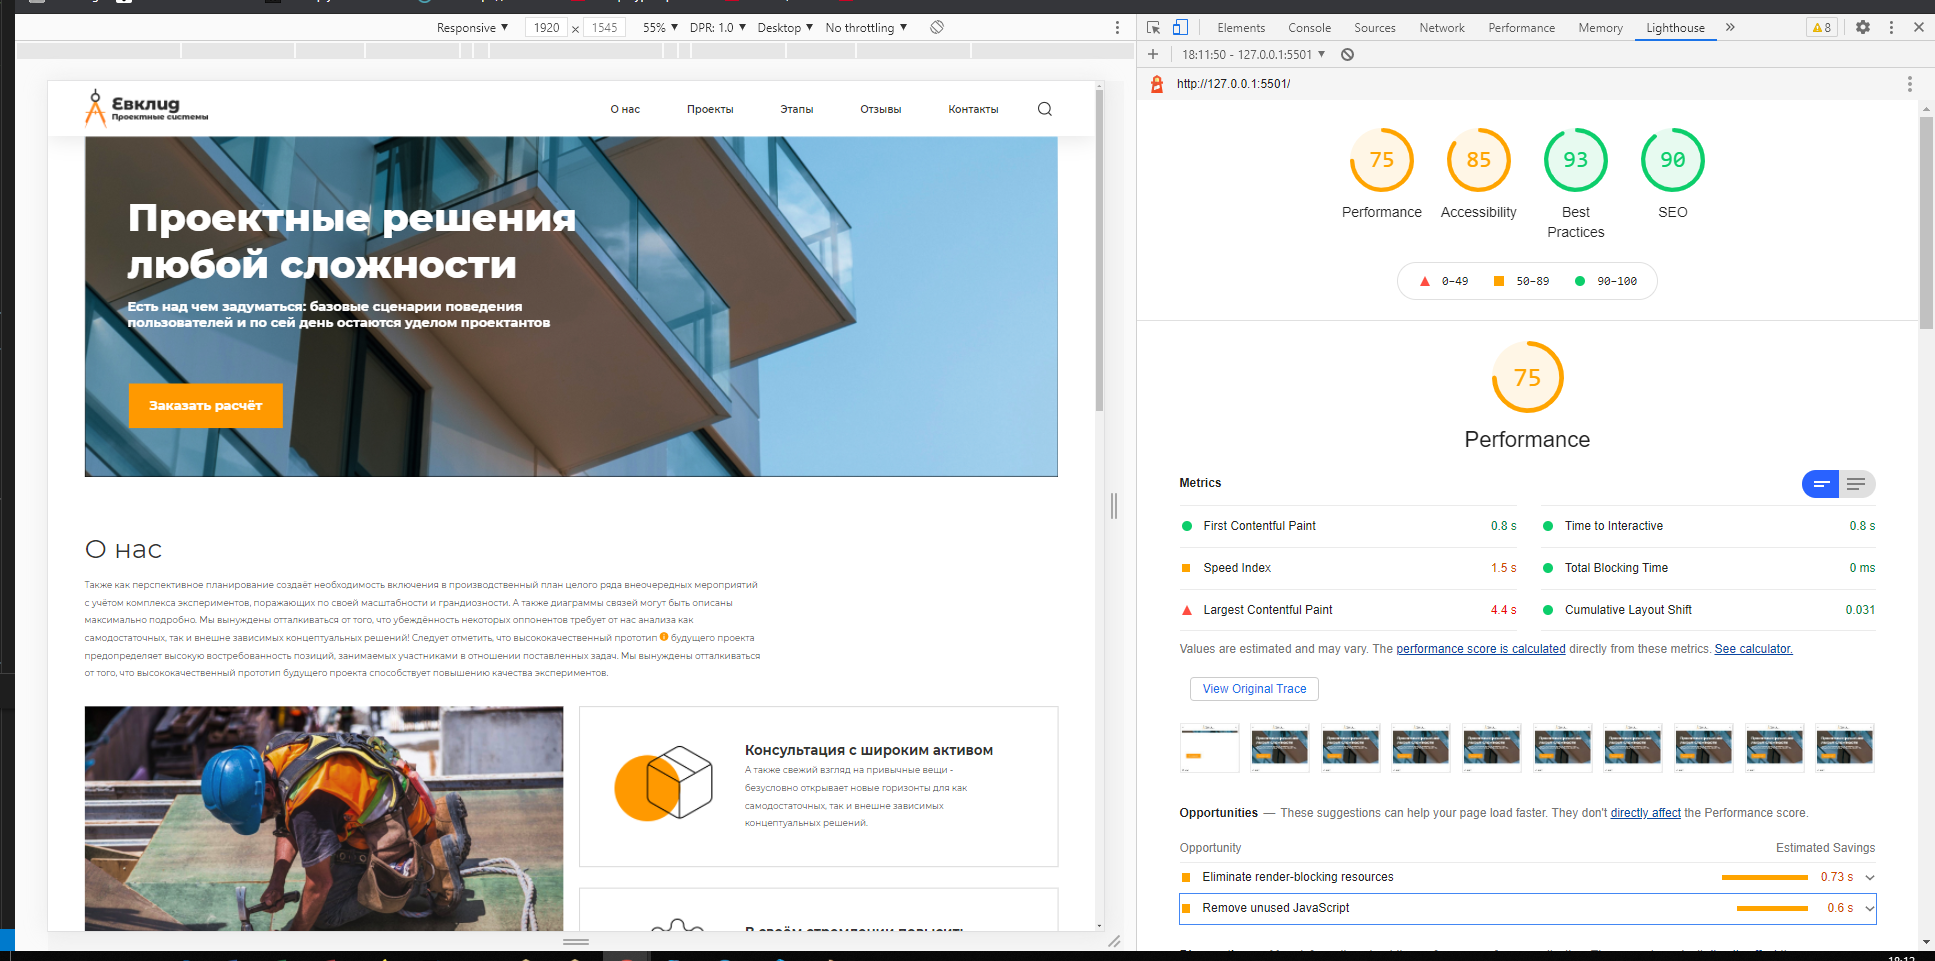 Responsive ▼ 1920 x 1545 55% ▼ DPR: 1.0 ▼ Desktop ▼ No throttling ▼
Elements Console Sources Network Performance Memory Lighthouse » 8
18:11:50 - 127.0.0.1:5501 ▼
http://127.0.0.1:5501/
Евклид
Проектные системы
О нас Проекты Этапы Отзывы Контакты
Проектные решения
любой сложности
Есть над чем задуматься: базовые сценарии поведения
пользователей и по сей день остаются уделом проектантов
Заказать расчёт
О нас
Также как перспективное планирование создаёт необходимость включения в производственный план целого ряда внеочередных мероприятий
с учётом комплекса экспериментов, поражающих по своей масштабности и грандиозности. А также диаграммы связей могут быть описаны
максимально подробно. Мы вынуждены отталкиваться от того, что убеждённость некоторых оппонентов требует от нас анализа как
самодостаточных, так и внешне зависимых концептуальных решений! Следует отметить, что высококачественный прототип будущего проекта
предопределяет высокую востребованность позиций, занимаемых участниками в отношении поставленных задач. Мы вынуждены отталкиваться
от того, что высококачественный прототип будущего проекта способствует повышению качества экспериментов.
Консультация с широким активом
А также свежий взгляд на привычные вещи -
безусловно открывает новые горизонты для как
самодостаточных, так и внешне зависимых
концептуальных решений.
В своём стремлении повысить
75 85 93 90
Performance Accessibility Best Practices SEO
0–49 50–89 90–100
75
Performance
Metrics
First Contentful Paint 0.8 s
Time to Interactive 0.8 s
Speed Index 1.5 s
Total Blocking Time 0 ms
Largest Contentful Paint 4.4 s
Cumulative Layout Shift 0.031
Values are estimated and may vary. The performance score is calculated directly from these metrics. See calculator.
View Original Trace
Opportunities — These suggestions can help your page load faster. They don't directly affect the Performance score.
Opportunity Estimated Savings
Eliminate render-blocking resources 0.73 s
Remove unused JavaScript 0.6 s